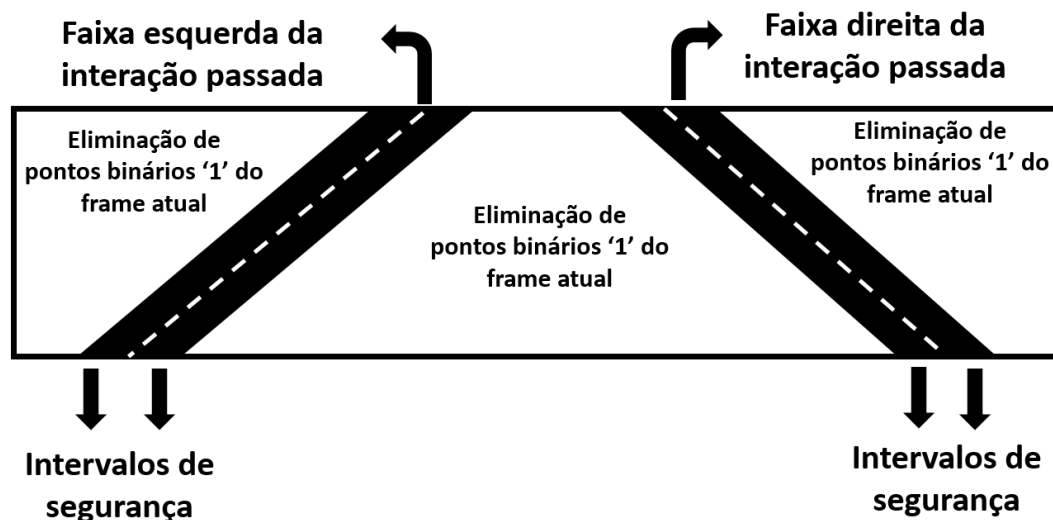 Faixa esquerda da
interação passada
Faixa direita da
interação passada
Eliminação de
pontos binários ‘1’ do
frame atual
Eliminação de
pontos binários ‘1’ do
frame atual
Eliminação de
pontos binários ‘1’ do
frame atual
Intervalos de
segurança
Intervalos de
segurança